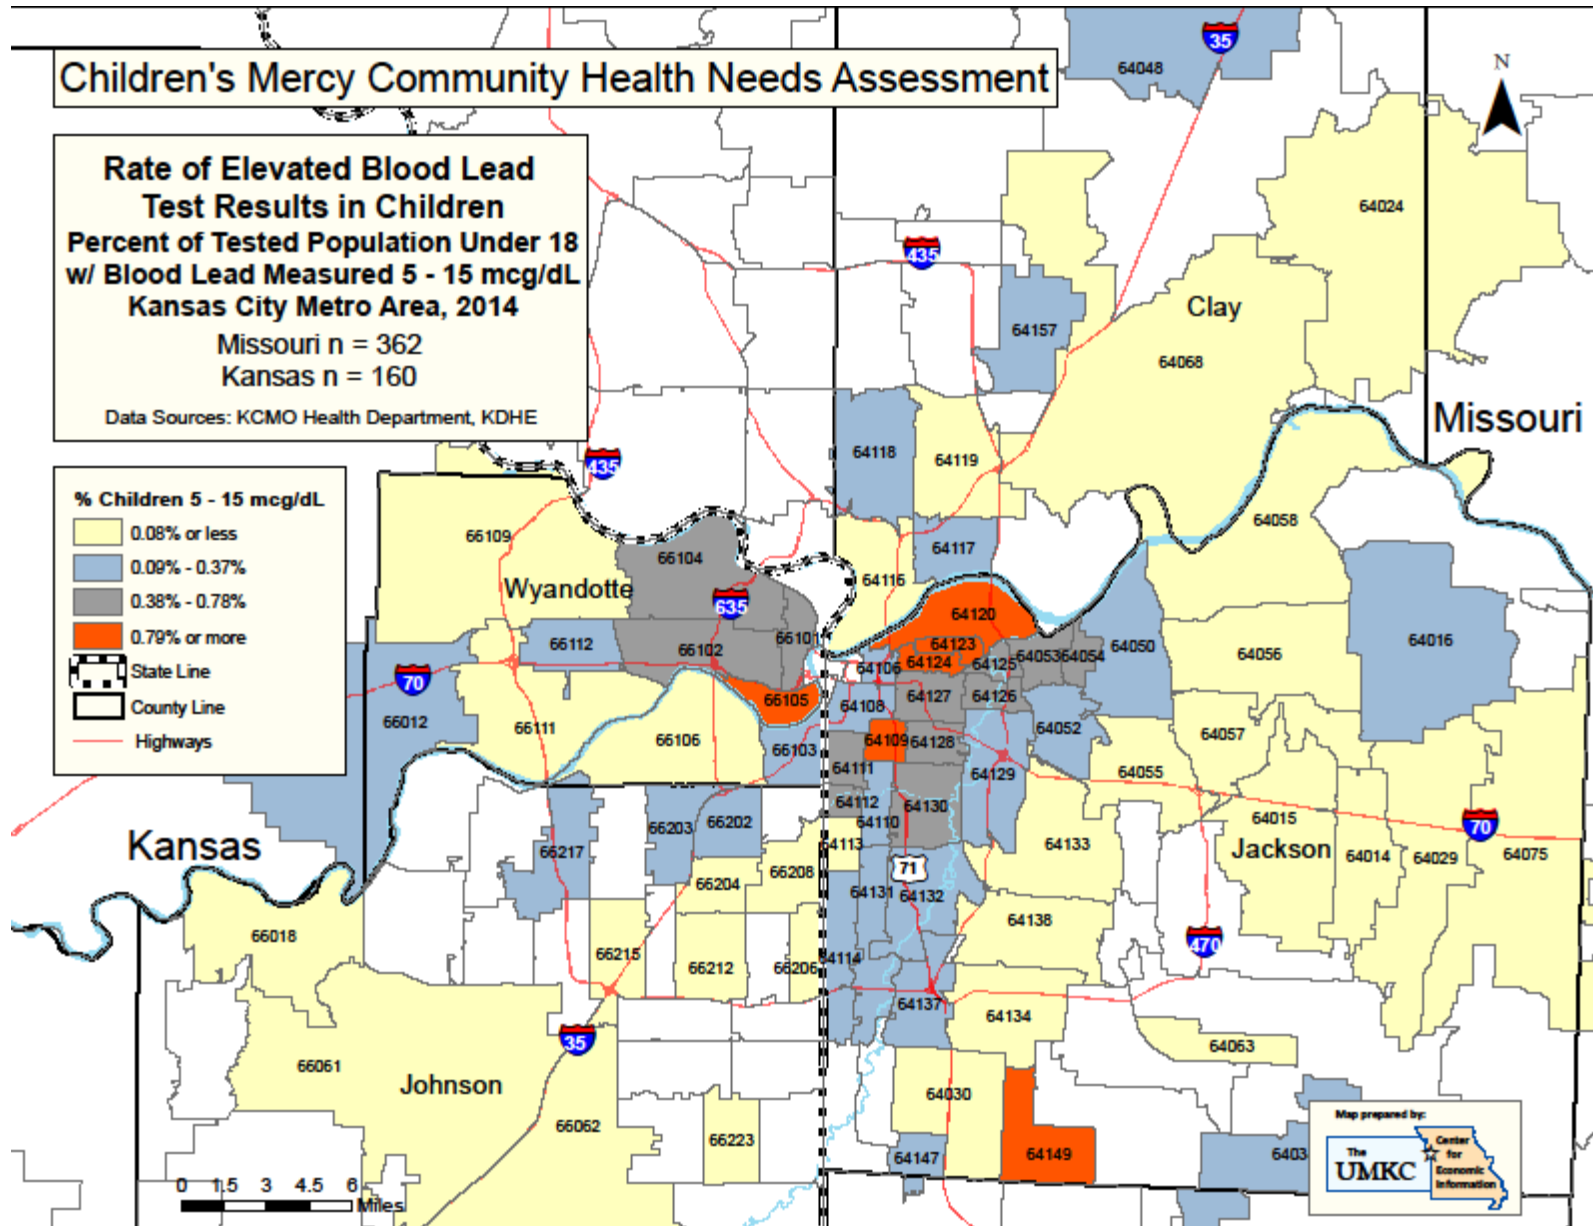 Children's Mercy Community Health Needs Assessment
Rate of Elevated Blood Lead
Test Results in Children
Percent of Tested Population Under 18
w/ Blood Lead Measured 5 - 15 mcg/dL
Kansas City Metro Area, 2014
Missouri n = 362
Kansas n = 160
Data Sources: KCMO Health Department, KDHE
% Children 5 - 15 mcg/dL
0.08% or less
0.09% - 0.37%
0.38% - 0.78%
0.79% or more
State Line
County Line
Highways
N
35
64048
64024
435
Clay
64157
64068
Missouri
435
64118
64119
64058
66109
64117
66104
64116
Wyandotte
635
64120
66101
64123
66112
66102
64124
64125
64053
64054
64050
64016
64106
64056
70
66105
64127
64126
66012
66111
66106
64108
64052
64057
66103
64109
64128
64111
64129
64055
64112
64130
64015
66203
66202
64110
70
Kansas
66217
64113
64133
Jackson
64014
64029
64075
66208
71
66204
64131
64132
64138
66018
470
66215
66212
66206
64114
64137
64134
35
64063
66061
Johnson
64030
66062
66223
64147
64149
6403
0 1.5 3 4.5 6
Miles
Map prepared by:
The
UMKC
Center
for
Economic
Information